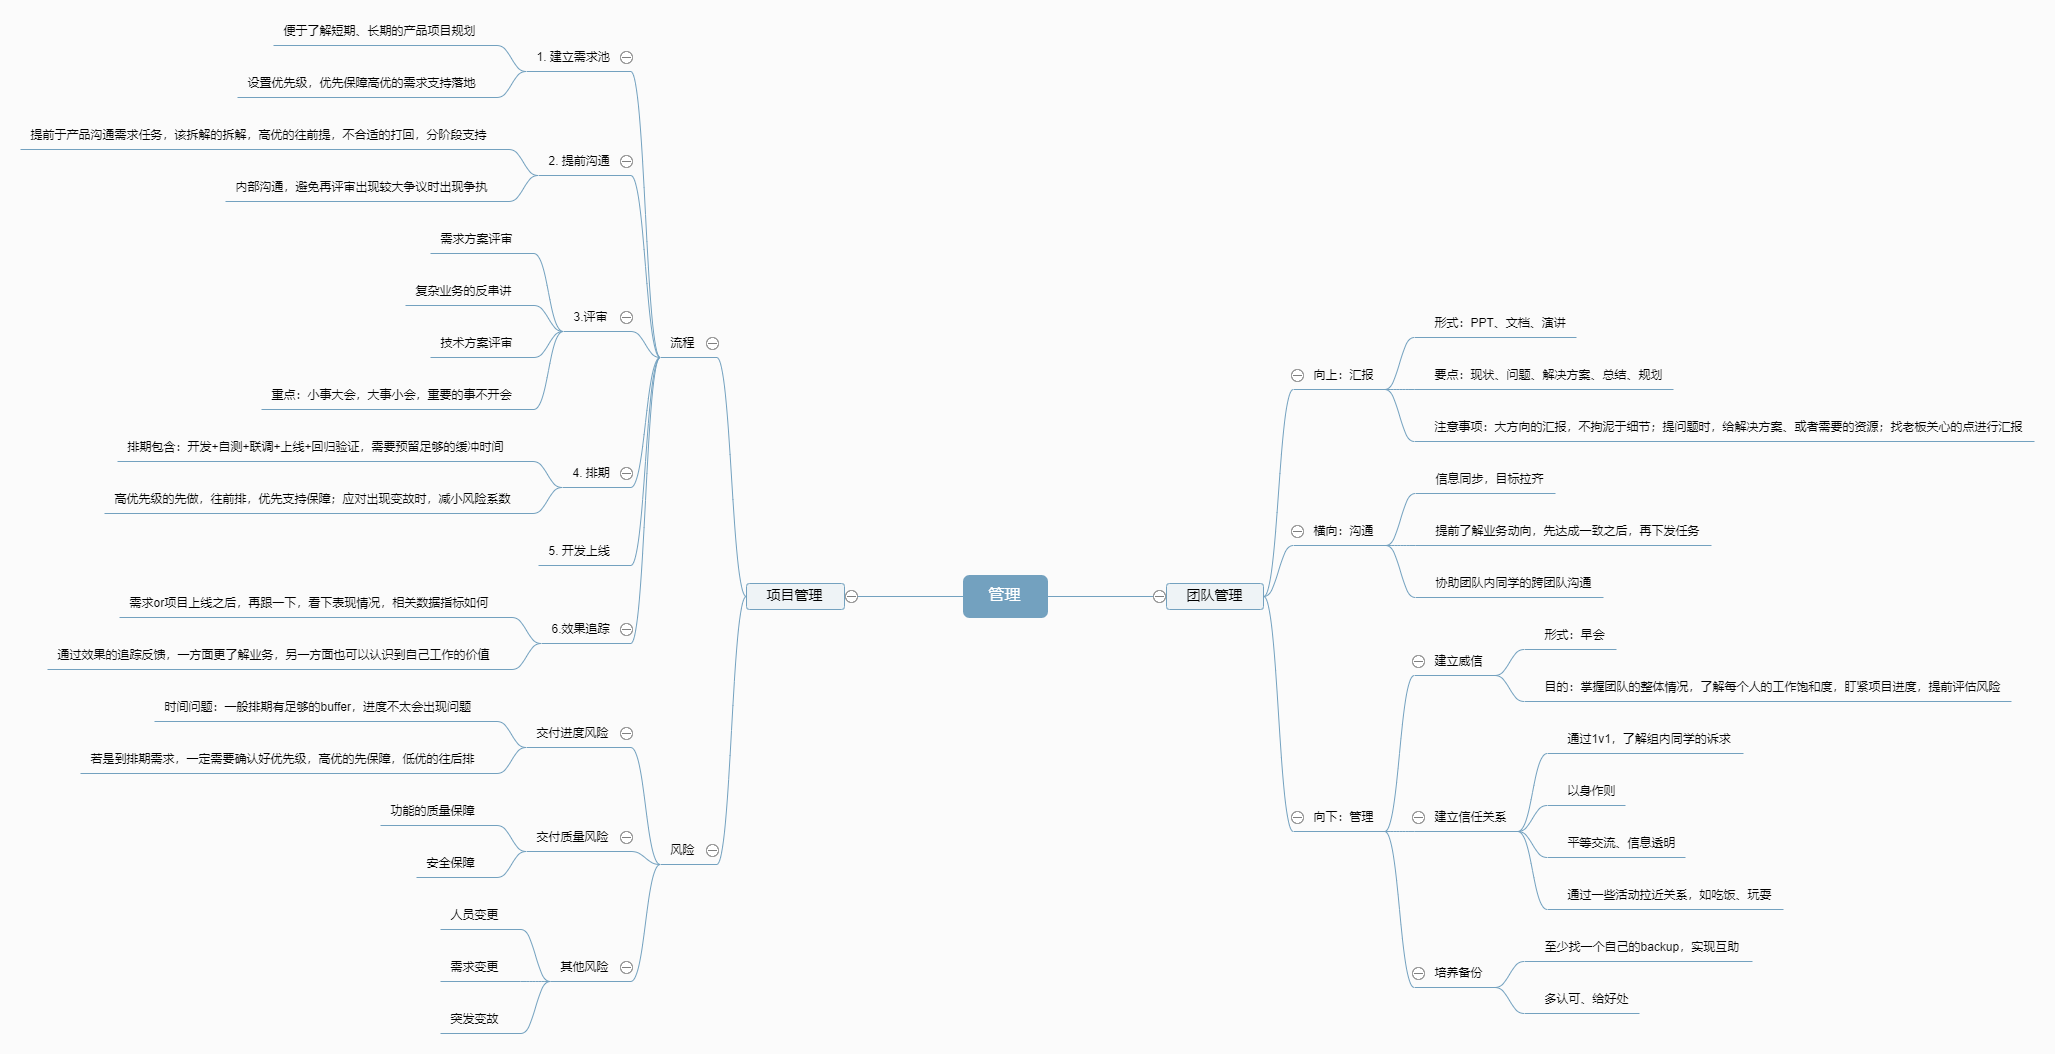 管理
项目管理
流程
1. 建立需求池
便于了解短期、长期的产品项目规划
设置优先级，优先保障高优的需求支持落地
2. 提前沟通
提前于产品沟通需求任务，该拆解的拆解，高优的往前提，不合适的打回，分阶段支持
内部沟通，避免再评审出现较大争议时出现争执
3.评审
需求方案评审
复杂业务的反串讲
技术方案评审
重点：小事大会，大事小会，重要的事不开会
4. 排期
排期包含：开发+自测+联调+上线+回归验证，需要预留足够的缓冲时间
高优先级的先做，往前排，优先支持保障；应对出现变故时，减小风险系数
5. 开发上线
6.效果追踪
需求or项目上线之后，再跟一下，看下表现情况，相关数据指标如何
通过效果的追踪反馈，一方面更了解业务，另一方面也可以认识到自己工作的价值
风险
交付进度风险
时间问题：一般排期有足够的buffer，进度不太会出现问题
若是到排期需求，一定需要确认好优先级，高优的先保障，低优的往后排
交付质量风险
功能的质量保障
安全保障
其他风险
人员变更
需求变更
突发变故
团队管理
向上：汇报
形式：PPT、文档、演讲
要点：现状、问题、解决方案、总结、规划
注意事项：大方向的汇报，不拘泥于细节；提问题时，给解决方案、或者需要的资源；找老板关心的点进行汇报
横向：沟通
信息同步，目标拉齐
提前了解业务动向，先达成一致之后，再下发任务
协助团队内同学的跨团队沟通
向下：管理
建立威信
形式：早会
目的：掌握团队的整体情况，了解每个人的工作饱和度，盯紧项目进度，提前评估风险
建立信任关系
通过1v1，了解组内同学的诉求
以身作则
平等交流、信息透明
通过一些活动拉近关系，如吃饭、玩耍
培养备份
至少找一个自己的backup，实现互助
多认可、给好处